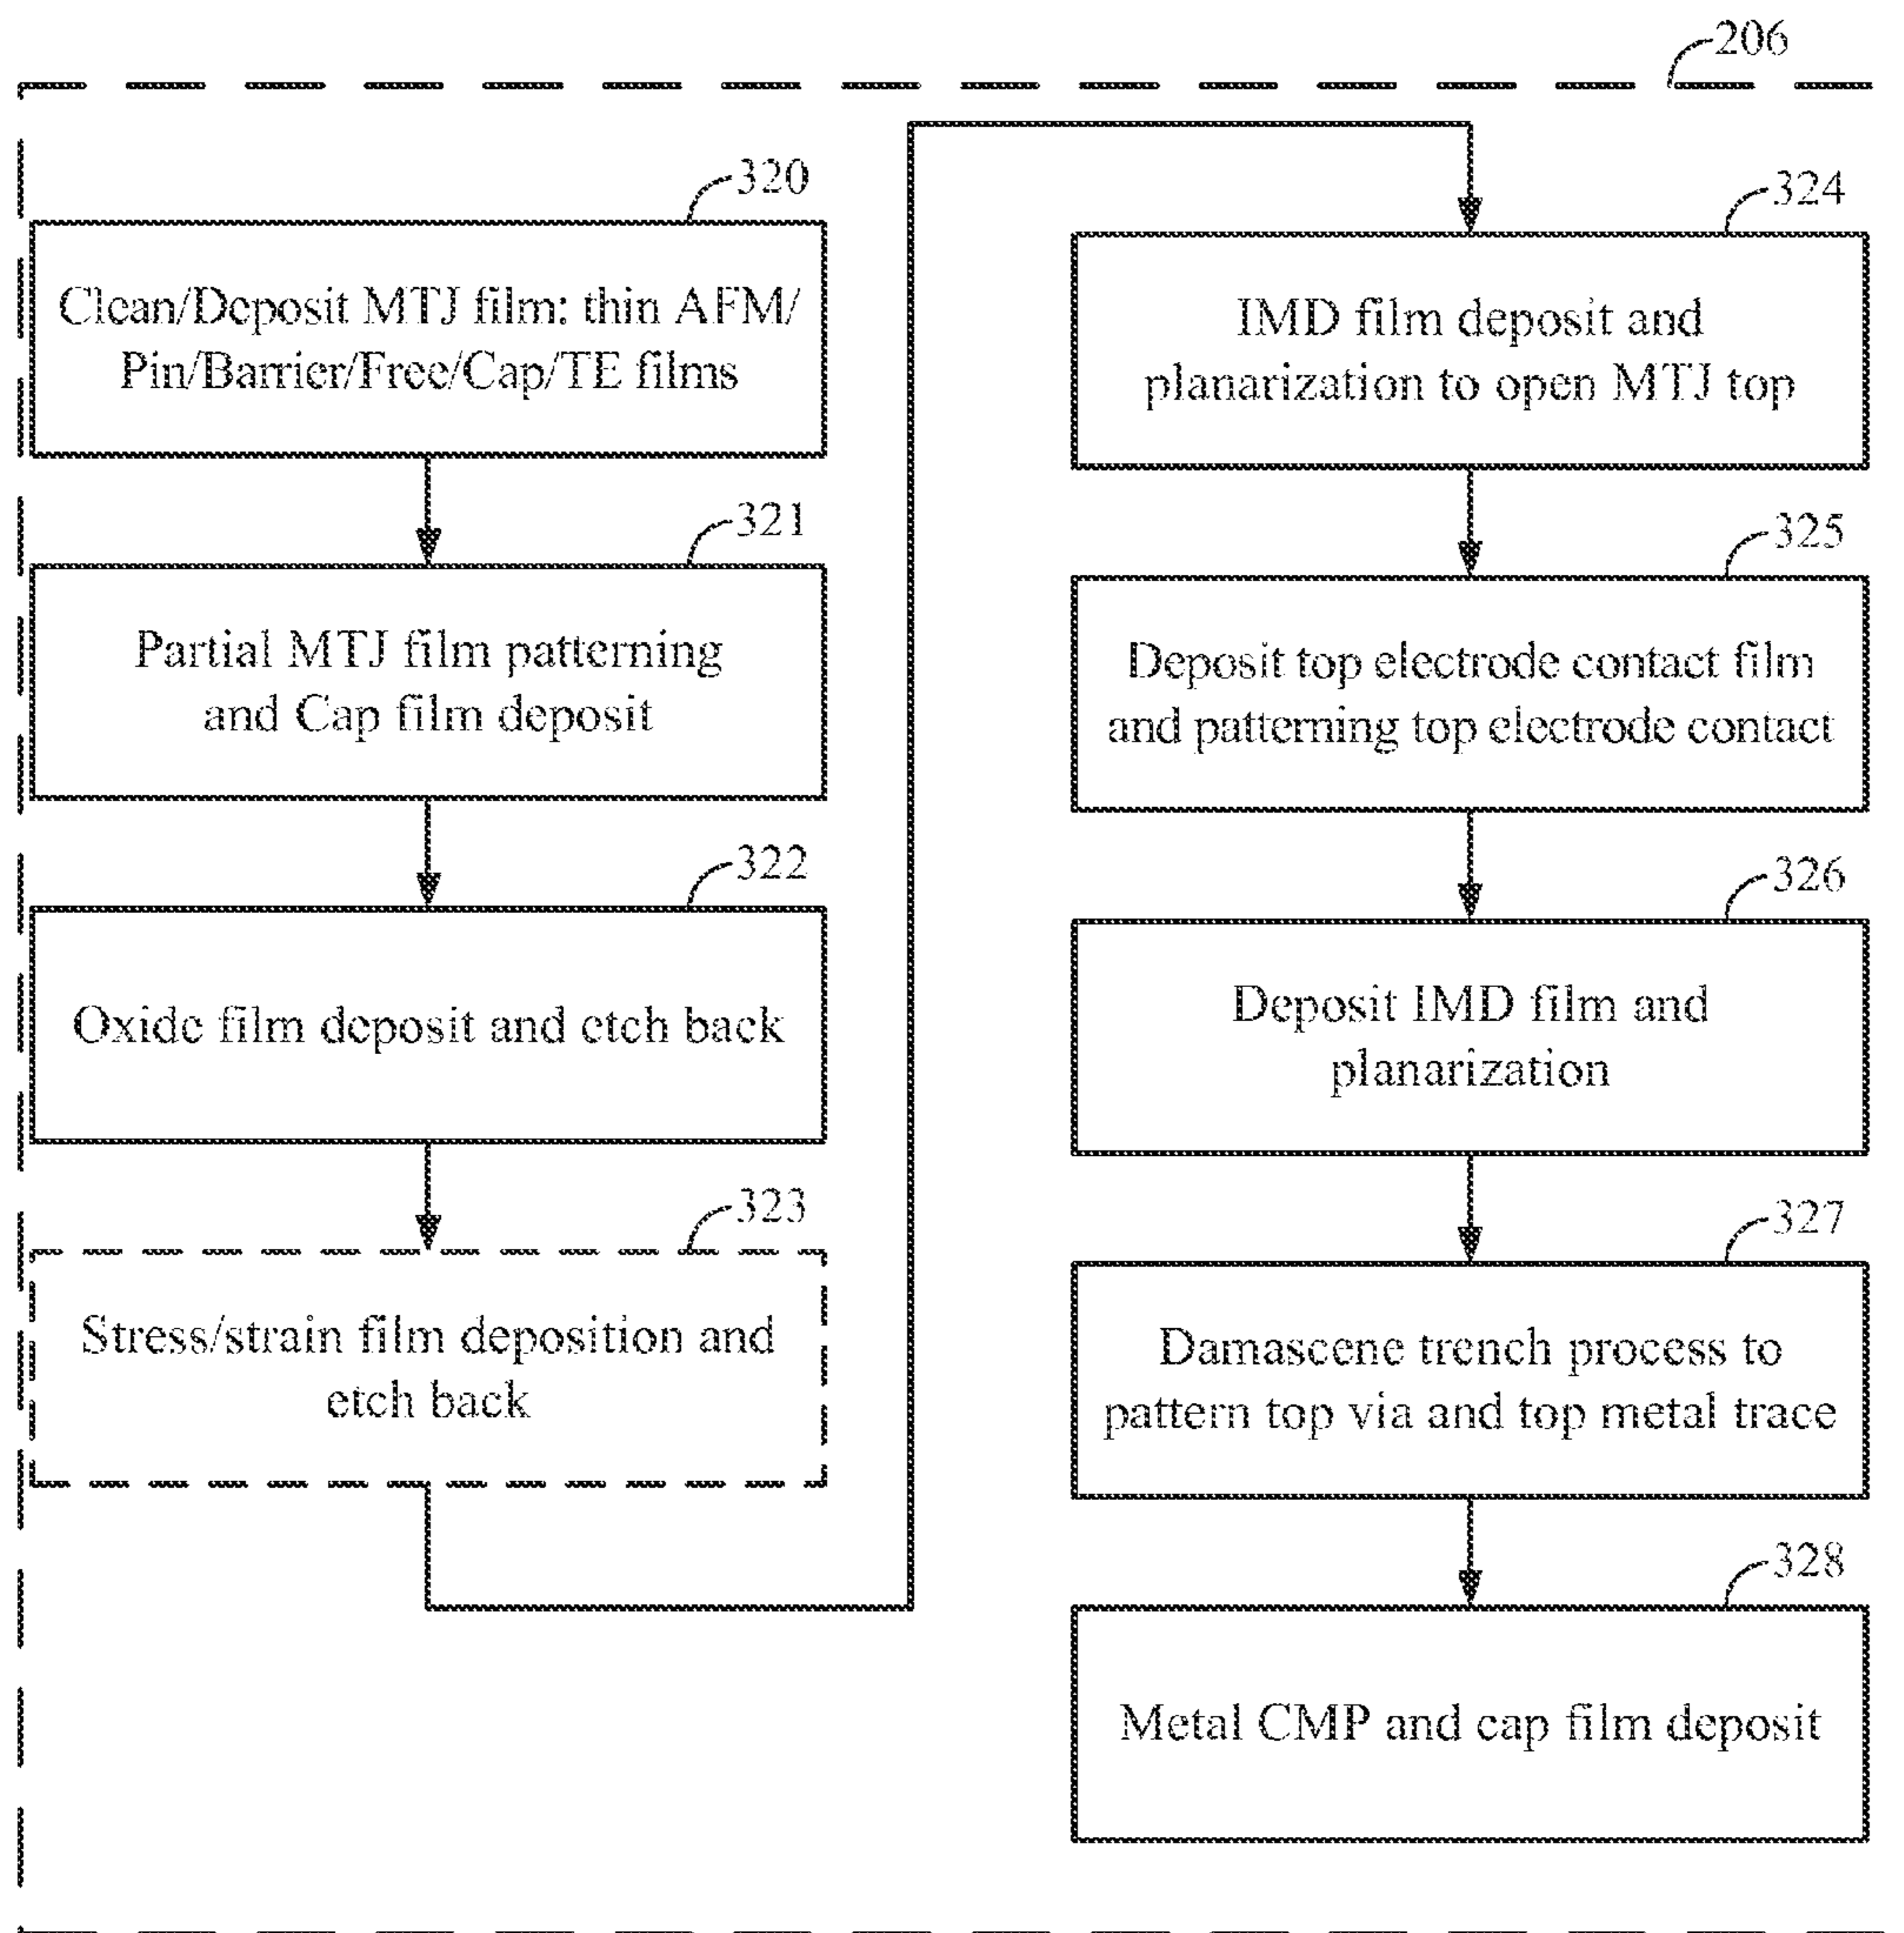 206
320
Clean/Deposit MTJ film: thin AFM/
Pin/Barrier/Free/Cap/TE films
321
Partial MTJ film patterning
and Cap film deposit
322
Oxide film deposit and etch back
323
Stress/strain film deposition and
etch back
324
IMD film deposit and
planarization to open MTJ top
325
Deposit top electrode contact film
and patterning top electrode contact
326
Deposit IMD film and
planarization
327
Damascene trench process to
pattern top via and top metal trace
328
Metal CMP and cap film deposit